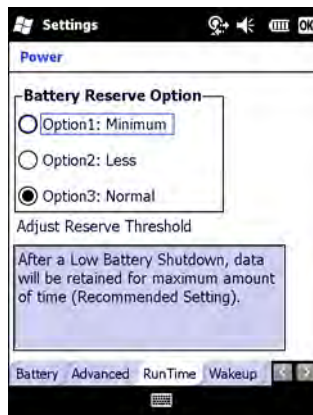 Settings
OK
Power
Battery Reserve Option
Option1: Minimum
Option2: Less
Option3: Normal
Adjust Reserve Threshold
After a Low Battery Shutdown, data
will be retained for maximum amount
of time (Recommended Setting).
Battery Advanced RunTime Wakeup